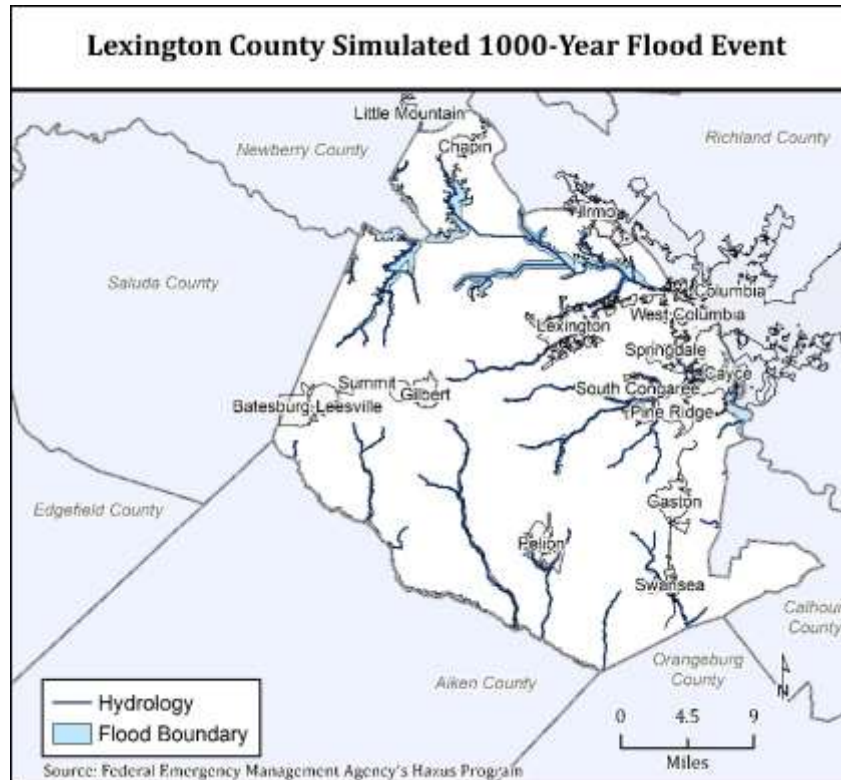 Lexington County Simulated 1000-Year Flood Event
Little Mountain
Chapin
Newberry County
Richland County
Irmo
Saluda County
Columbia
West Columbia
Lexington
Springdale
Cayce
Summit
Gilbert
South Congaree
Batesburg-Leesville
Pine Ridge
Edgefield County
Gaston
Pelion
Swansea
Calhoun
County
Orangeburg
County
Aiken County
N
Hydrology
Flood Boundary
0 4.5 9
Miles
Source: Federal Emergency Management Agency's Hazus Program